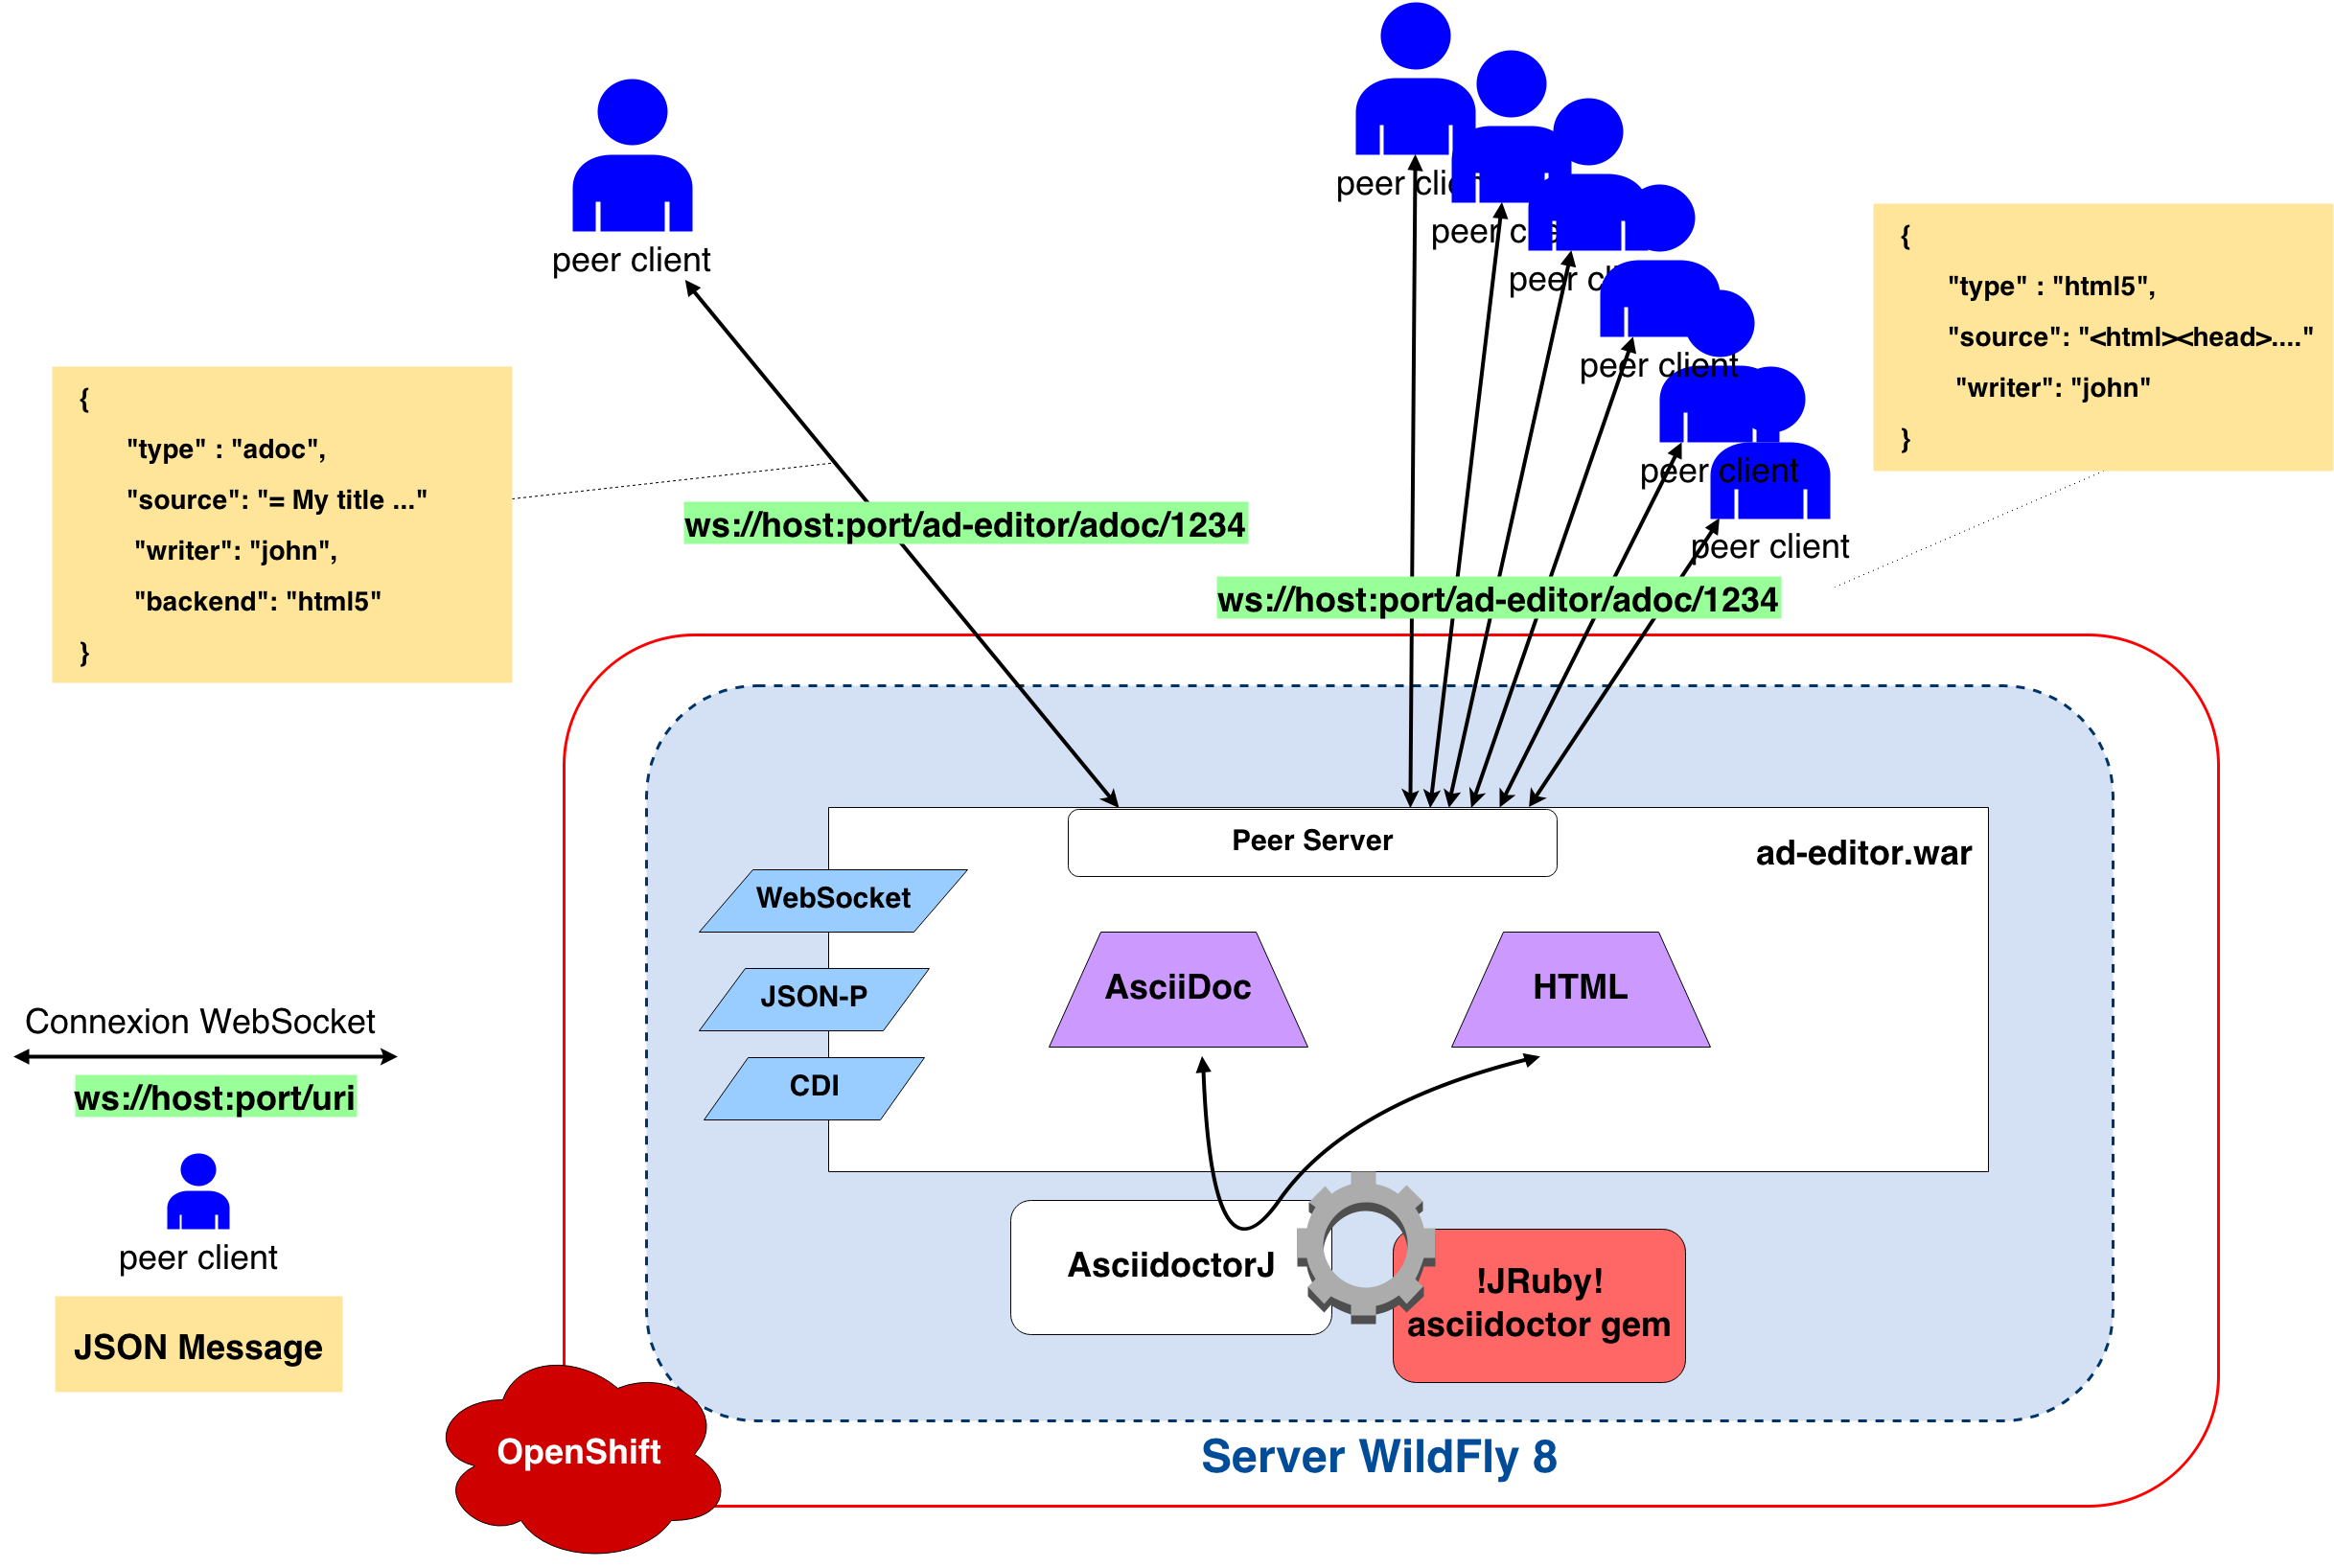 peer client
peer client
peer client
peer client
peer client
peer client
peer client
{
"type" : "html5",
"source": "<html><head>...."
"writer": "john"
}
{
"type" : "adoc",
"source": "= My title ..."
"writer": "john",
"backend": "html5"
}
ws://host:port/ad-editor/adoc/1234
ws://host:port/ad-editor/adoc/1234
Peer Server
ad-editor.war
WebSocket
JSON-P
CDI
AsciiDoc
HTML
Connexion WebSocket
ws://host:port/uri
peer client
JSON Message
AsciidoctorJ
!JRuby!
asciidoctor gem
OpenShift
Server WildFly 8